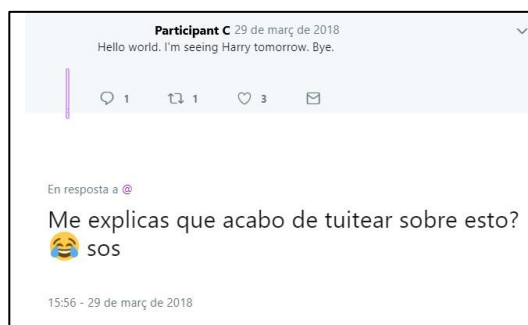 Participant C 29 de març de 2018
Hello world. I'm seeing Harry tomorrow. Bye.
1 1 3
En resposta a @
Me explicas que acabo de tuitear sobre esto?
😂 sos
15:56 - 29 de març de 2018